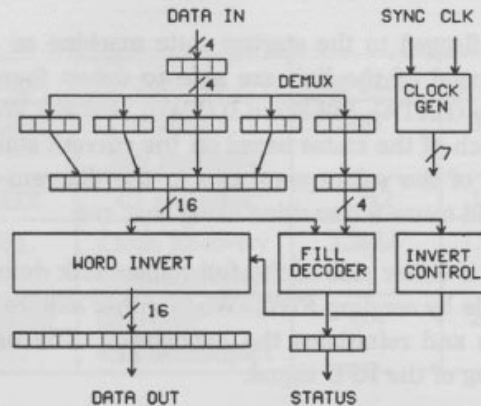 DATA IN
SYNC CLK
4
DEMUX
CLOCK
GEN
7
16
4
WORD INVERT
FILL
DECODER
INVERT
CONTROL
16
DATA OUT
STATUS